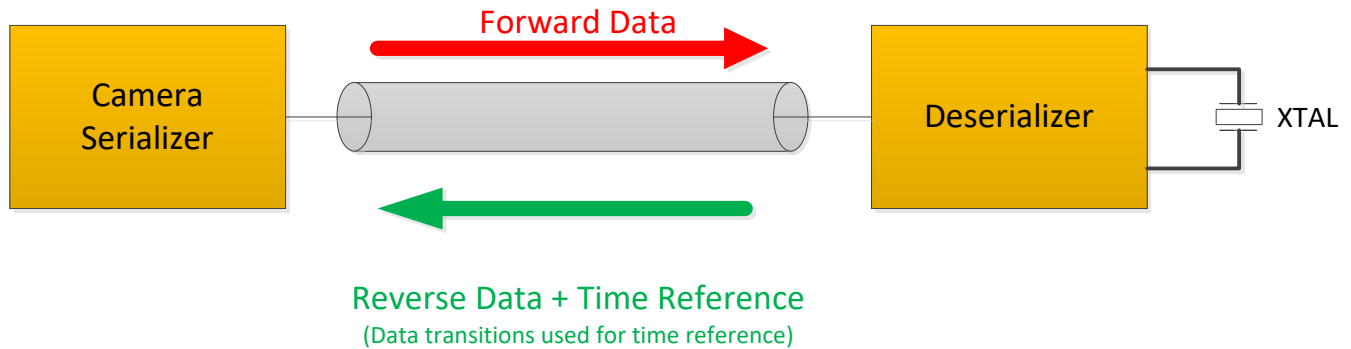 Forward Data
Camera
Serializer
Deserializer
XTAL
Reverse Data + Time Reference
(Data transitions used for time reference)